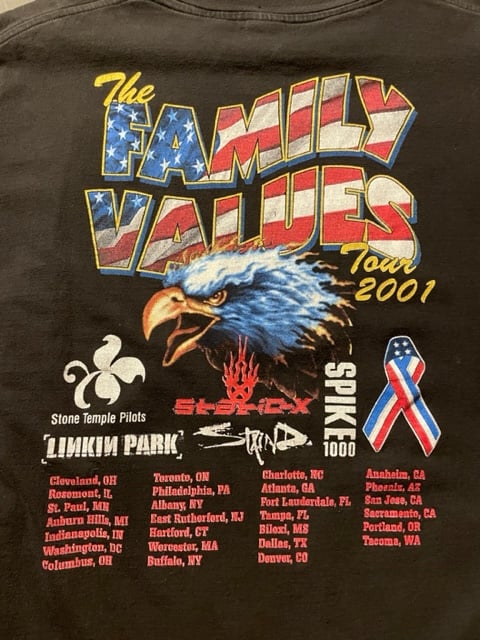 The
FAMILY
VALUES
Tour
2001
Stone Temple Pilots
LINKIN PARK
Static-X
STAIND
SPIKE
1000
Cleveland, OH
Rosemont, IL
St. Paul, MN
Auburn Hills, MI
Indianapolis, IN
Washington, DC
Columbus, OH
Toronto, ON
Philadelphia, PA
Albany, NY
East Rutherford, NJ
Hartford, CT
Worcester, MA
Buffalo, NY
Charlotte, NC
Atlanta, GA
Fort Lauderdale, FL
Tampa, FL
Biloxi, MS
Dallas, TX
Denver, CO
Anaheim, CA
Phoenix, AZ
San Jose, CA
Sacramento, CA
Portland, OR
Tacoma, WA